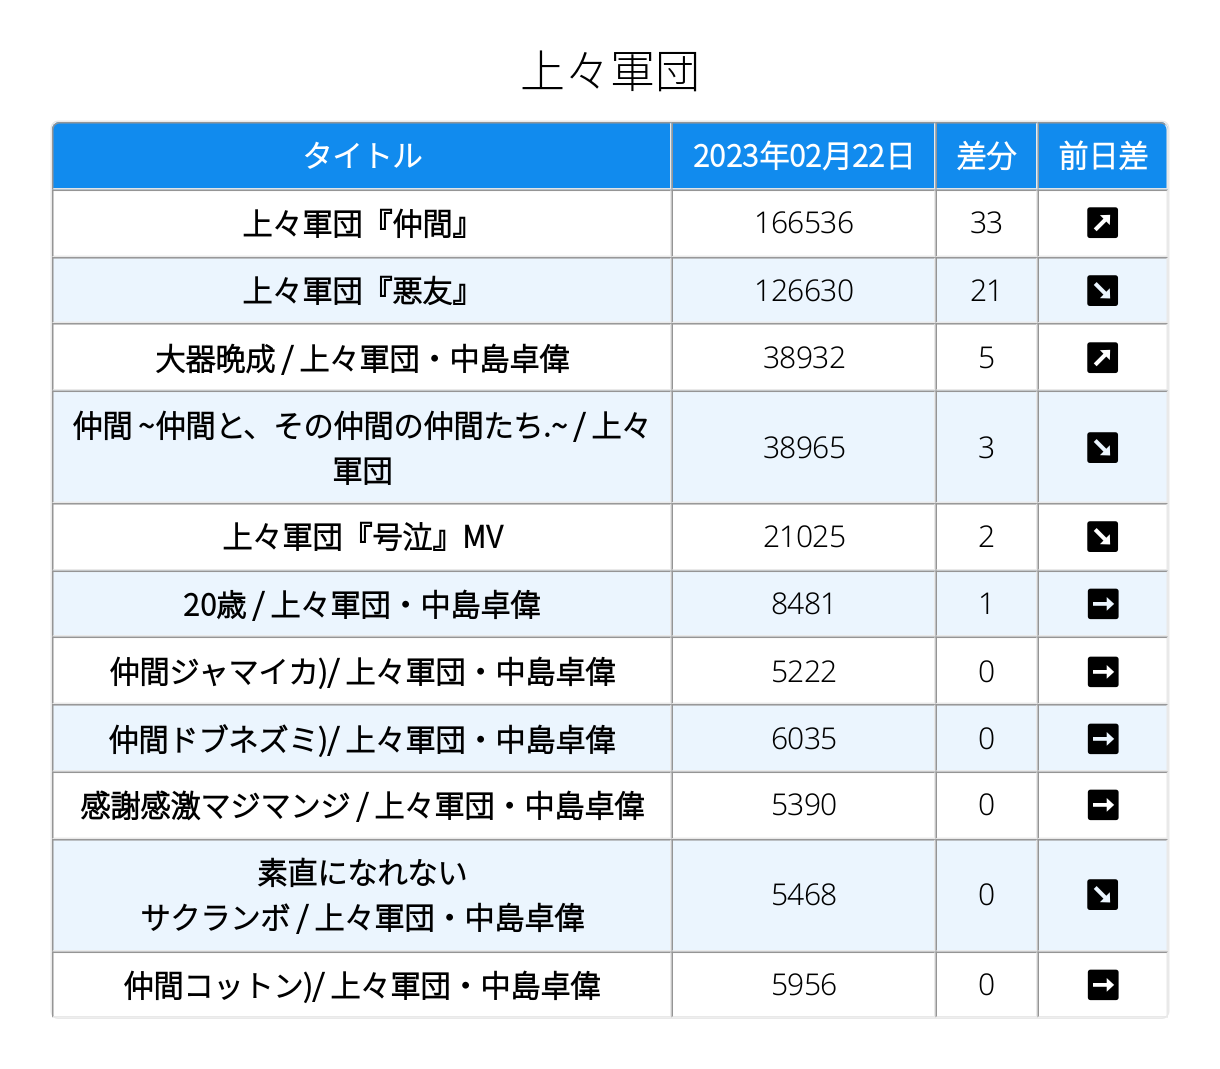 上々軍団
タイトル 2023年02月22日 差分 前日差
上々軍団『仲間』 166536 33 ↗
上々軍団『悪友』 126630 21 ↘
大器晩成 / 上々軍団・中島卓偉 38932 5 ↗
仲間 ~仲間と、その仲間の仲間たち.~ / 上々
軍団 38965 3 ↘
上々軍団『号泣』MV 21025 2 ↘
20歳 / 上々軍団・中島卓偉 8481 1 →
仲間ジャマイカ)/ 上々軍団・中島卓偉 5222 0 →
仲間ドブネズミ)/ 上々軍団・中島卓偉 6035 0 →
感謝感激マジマンジ / 上々軍団・中島卓偉 5390 0 →
素直になれない
サクランボ / 上々軍団・中島卓偉 5468 0 ↘
仲間コットン)/ 上々軍団・中島卓偉 5956 0 →